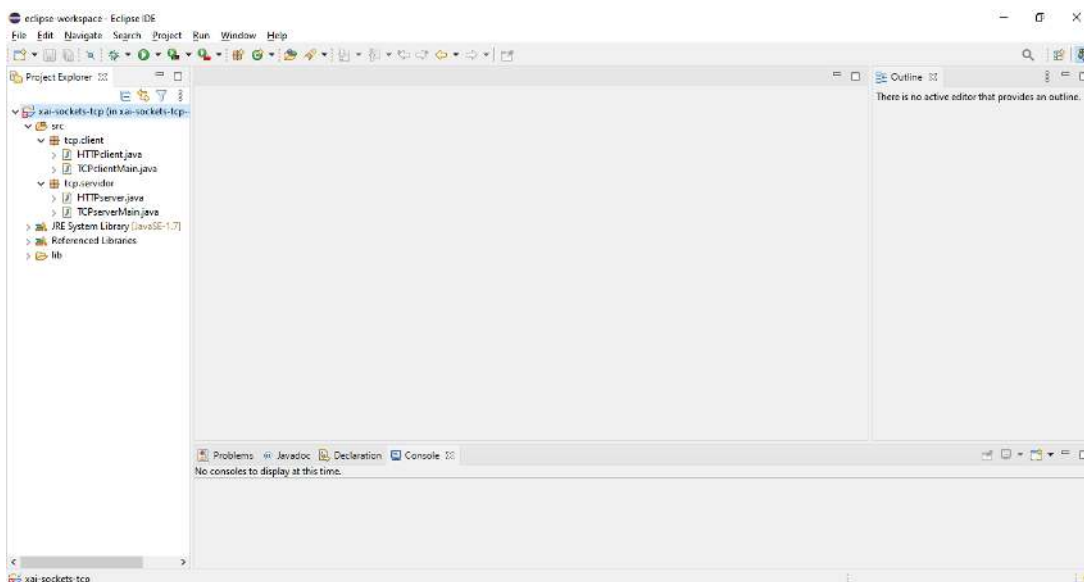 eclipse-workspace - Eclipse IDE
File Edit Navigate Search Project Run Window Help
Project Explorer
Outline
There is no active editor that provides an outline.
xai-sockets-tcp (in xai-sockets-tcp-
src
tcp.client
HTTPclient.java
TCPclientMain.java
tcp.servidor
HTTPserver.java
TCPserverMain.java
JRE System Library [JavaSE-1.7]
Referenced Libraries
lib
Problems Javadoc Declaration Console
No consoles to display at this time.
xai-sockets-tcp